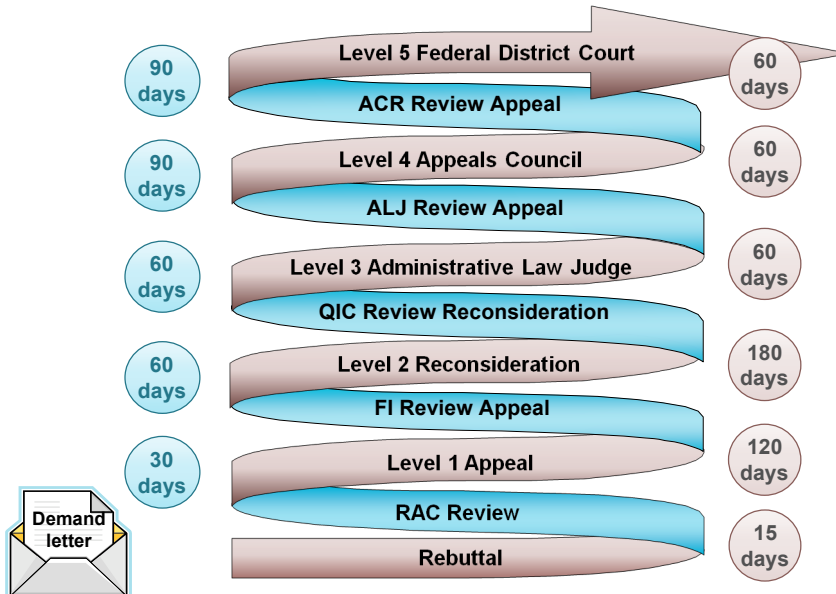 Level 5 Federal District Court
90
days
60
days
ACR Review Appeal
Level 4 Appeals Council
90
days
60
days
ALJ Review Appeal
Level 3 Administrative Law Judge
60
days
60
days
QIC Review Reconsideration
Level 2 Reconsideration
60
days
180
days
FI Review Appeal
Level 1 Appeal
30
days
120
days
RAC Review
Demand
letter
15
days
Rebuttal